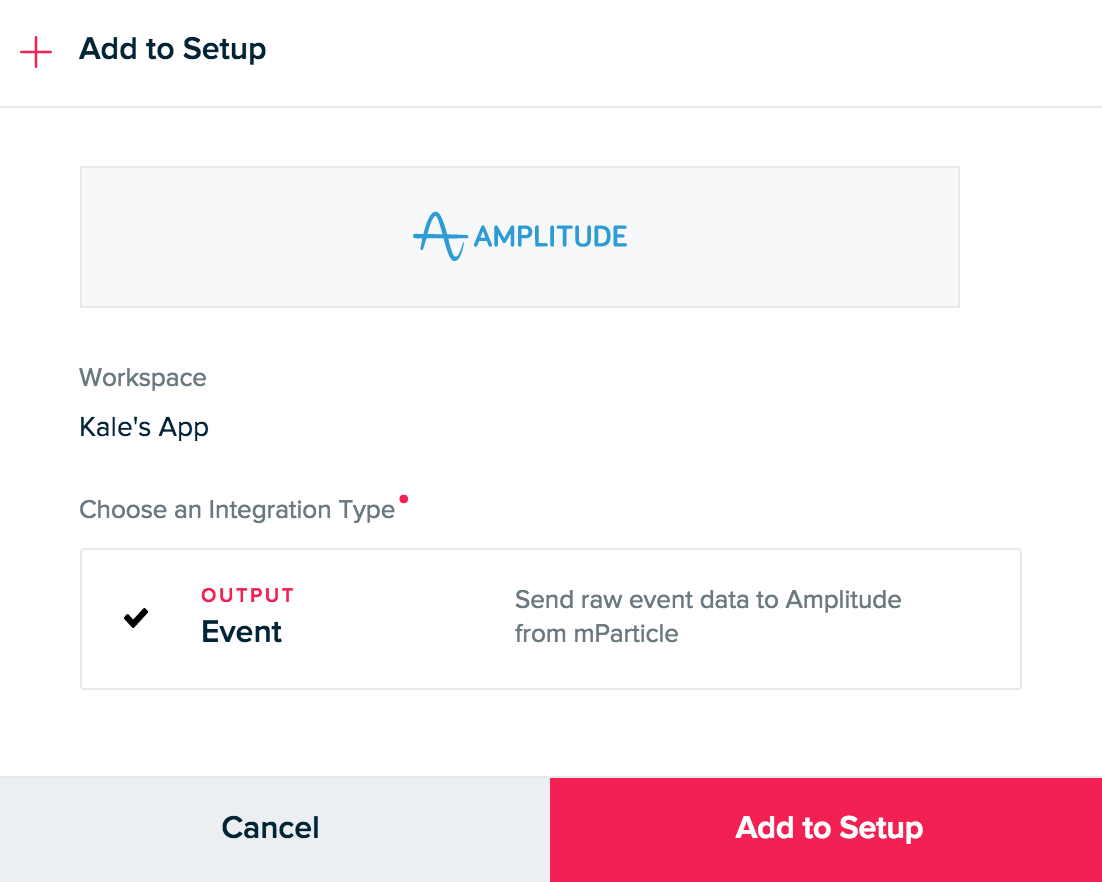 Add to Setup
AMPLITUDE
Workspace
Kale's App
Choose an Integration Type
OUTPUT
Event
Send raw event data to Amplitude
from mParticle
Cancel
Add to Setup